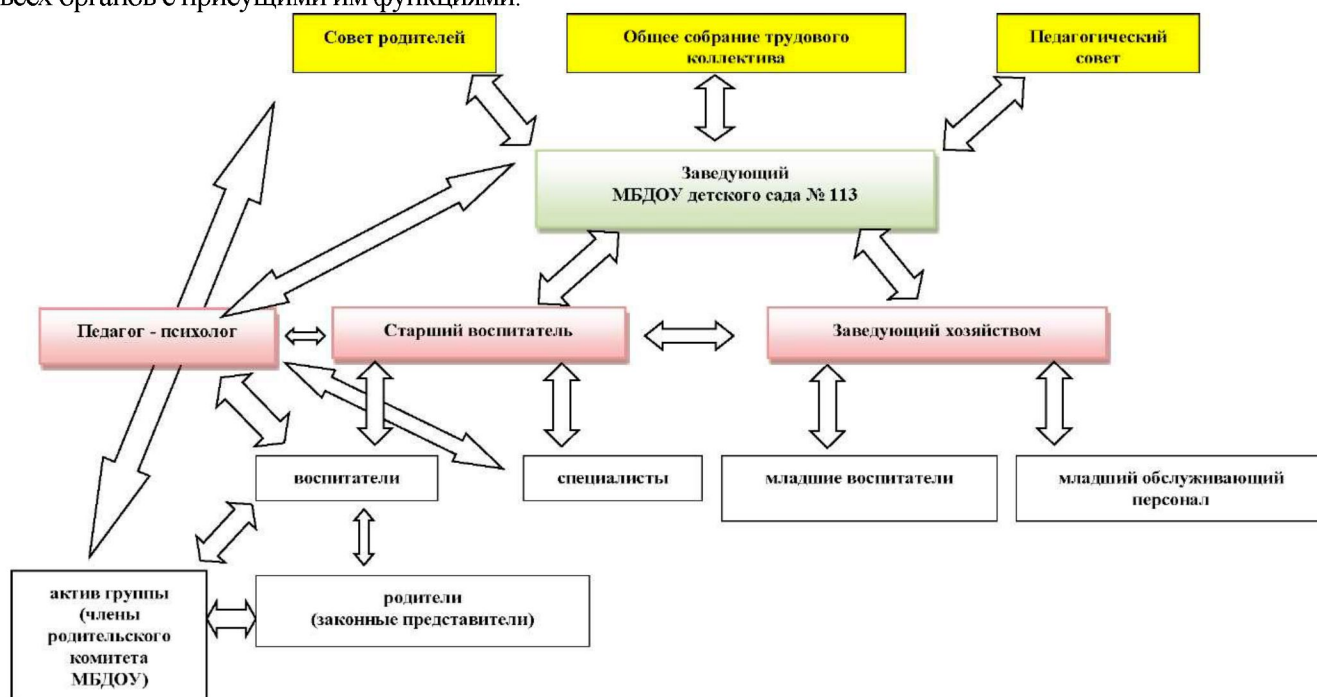 всех органов с присущими им функциями.
Совет родителей
Общее собрание трудового
коллектива
Педагогический
совет
Заведующий
МБДОУ детского сада № 113
Педагог - психолог
Старший воспитатель
Заведующий хозяйством
воспитатели
специалисты
младшие воспитатели
младший обслуживающий
персонал
актив группы
(члены
родительского
комитета
МБДОУ)
родители
(законные представители)